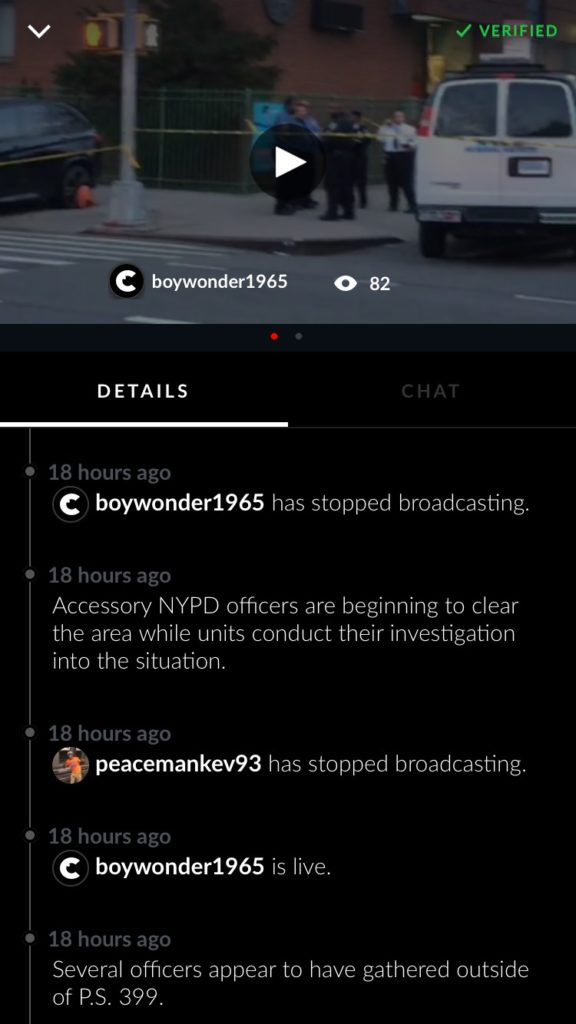 VERIFIED
boywonder1965 82
DETAILS CHAT
18 hours ago
boywonder1965 has stopped broadcasting.
18 hours ago
Accessory NYPD officers are beginning to clear
the area while units conduct their investigation
into the situation.
18 hours ago
peacemankev93 has stopped broadcasting.
18 hours ago
boywonder1965 is live.
18 hours ago
Several officers appear to have gathered outside
of P.S. 399.